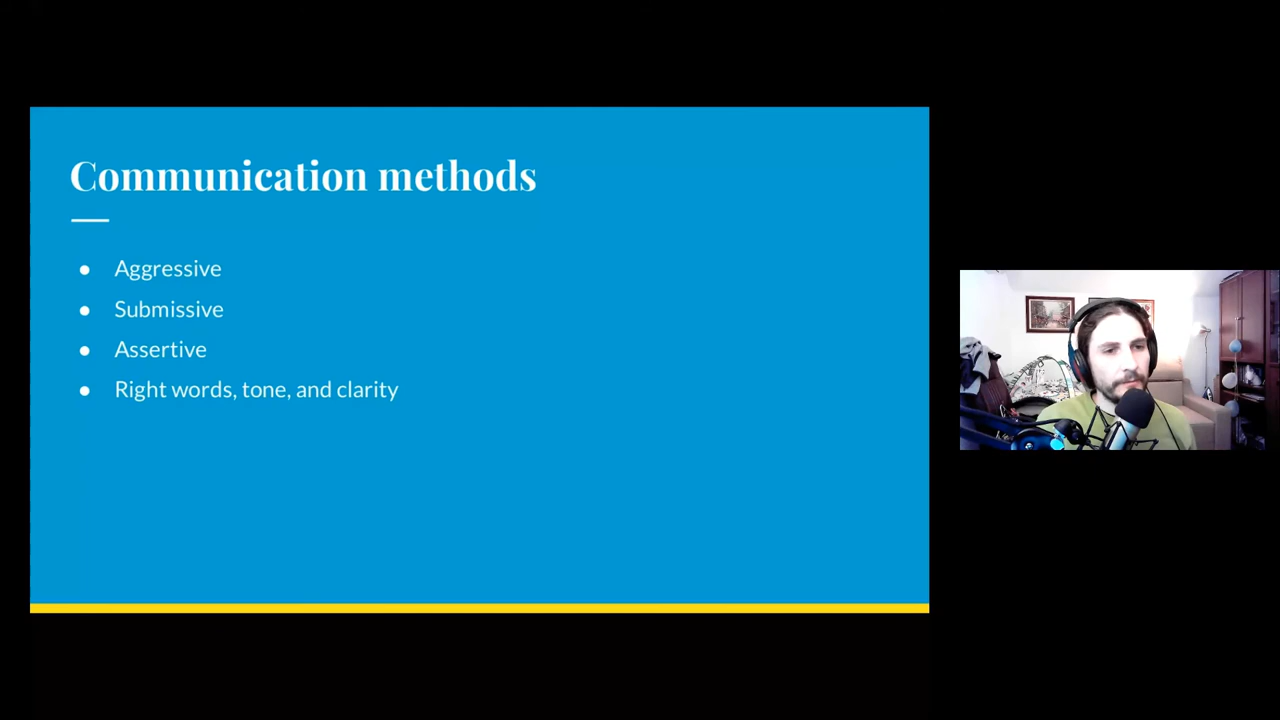 Communication methods
● Aggressive
● Submissive
● Assertive
● Right words, tone, and clarity